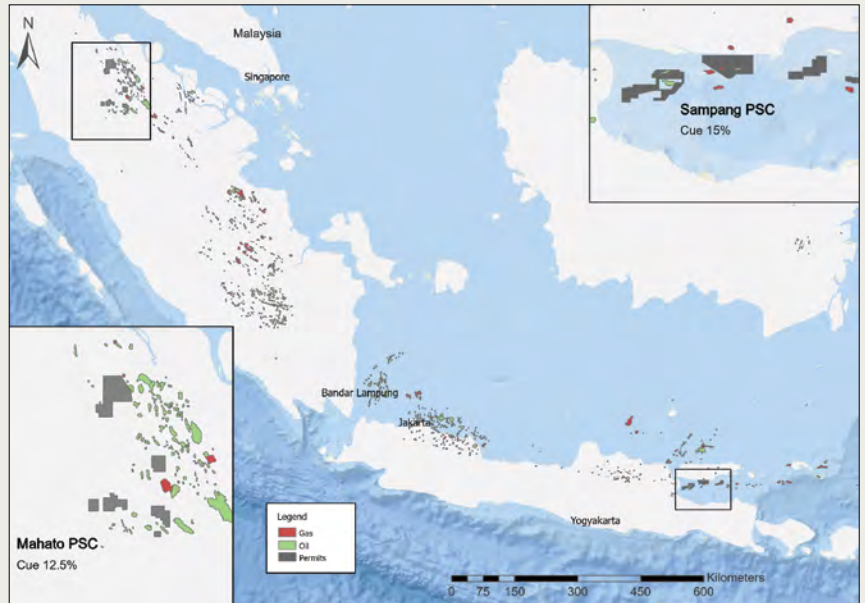 N
Malaysia
Singapore
Sampang PSC
Cue 15%
Bandar Lampung
Jakarta
Yogyakarta
Mahato PSC
Cue 12.5%
Legend
Gas
Oil
Permits
Kilometers
0 75 150 300 450 600